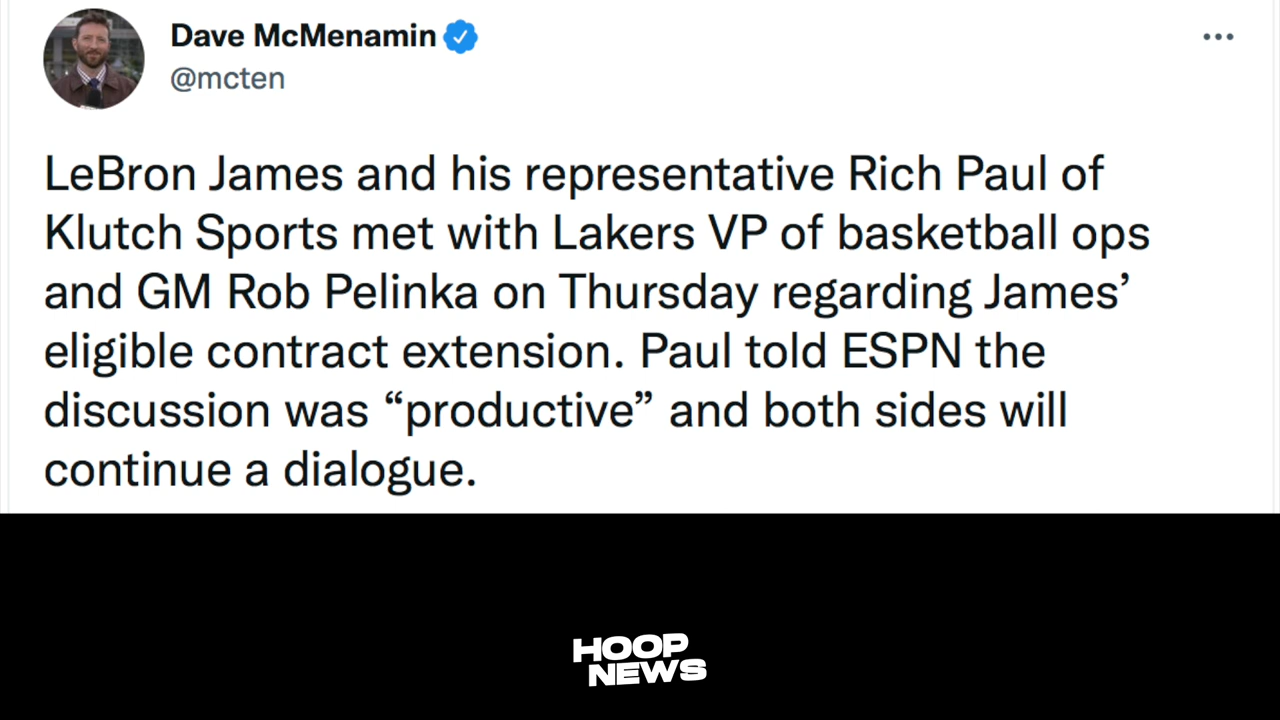 Dave McMenamin
@mcten
LeBron James and his representative Rich Paul of
Klutch Sports met with Lakers VP of basketball ops
and GM Rob Pelinka on Thursday regarding James’
eligible contract extension. Paul told ESPN the
discussion was “productive” and both sides will
continue a dialogue.
HOOP
NEWS